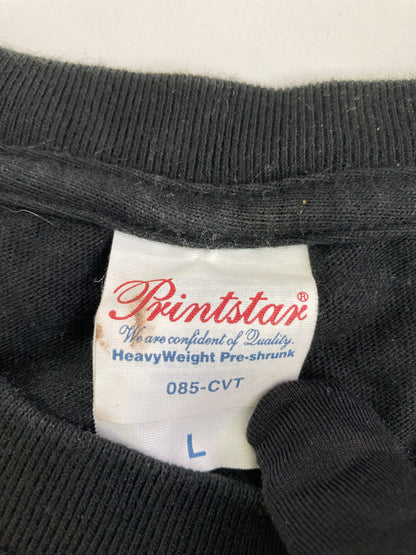 Printstar®
We are confident of Quality.
HeavyWeight Pre-shrunk
085-CVT
L